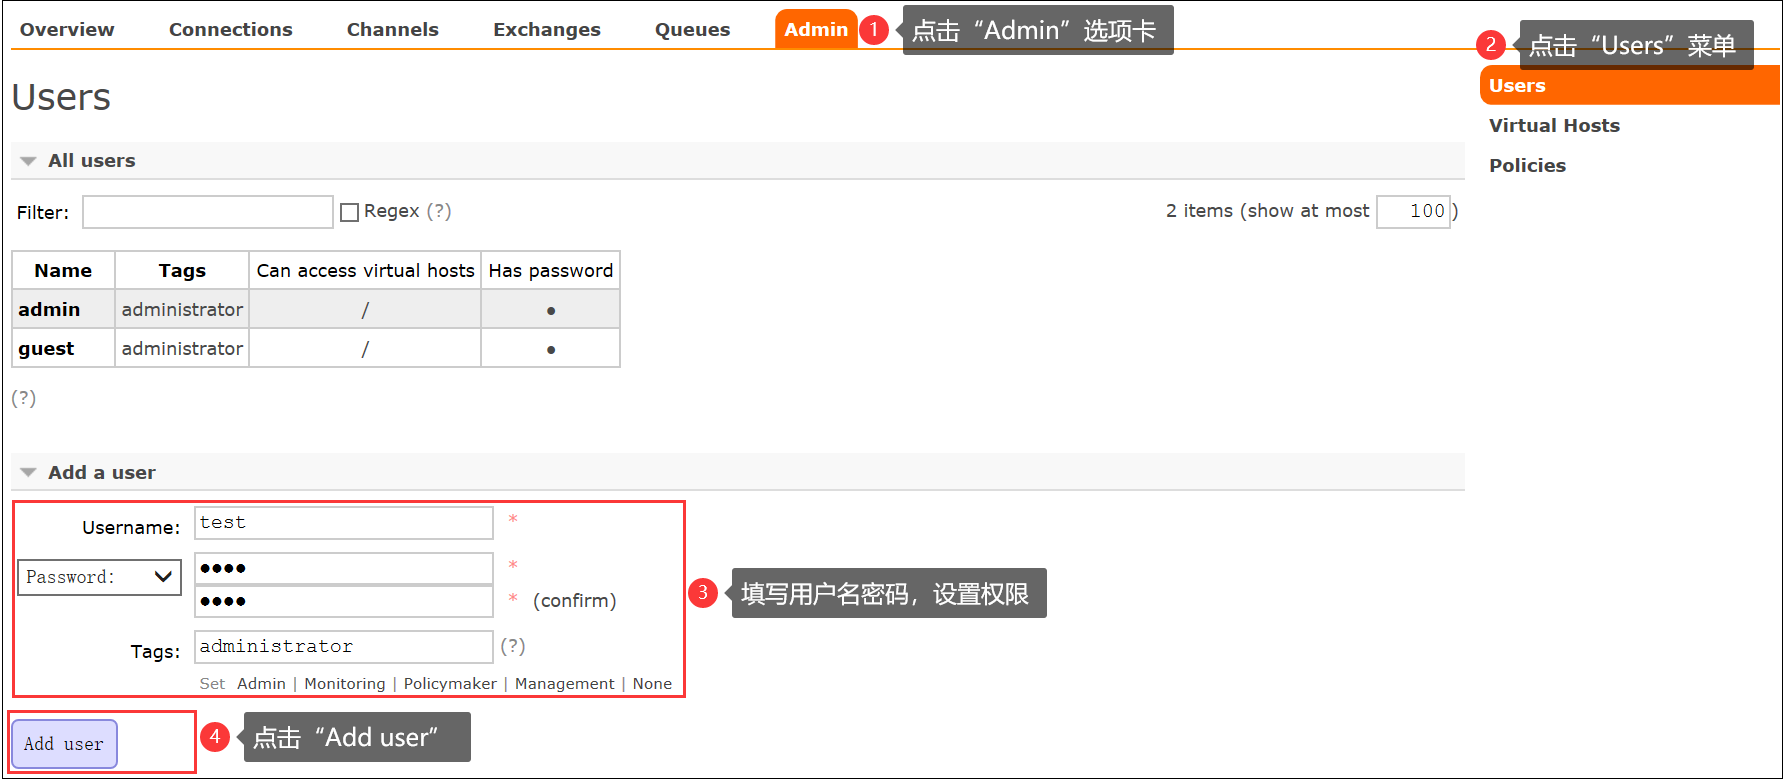 Overview Connections Channels Exchanges Queues Admin 1 点击“Admin”选项卡
2 点击“Users”菜单
Users
Users
Virtual Hosts
Policies
All users
Filter: Regex (?) 2 items (show at most 100 )
Name Tags Can access virtual hosts Has password
admin administrator / ●
guest administrator / ●
(?)
Add a user
Username: test *
Password: ●●●● *
●●●● * (confirm)
3 填写用户名密码，设置权限
Tags: administrator (?)
Set Admin | Monitoring | Policymaker | Management | None
Add user 4 点击“Add user”